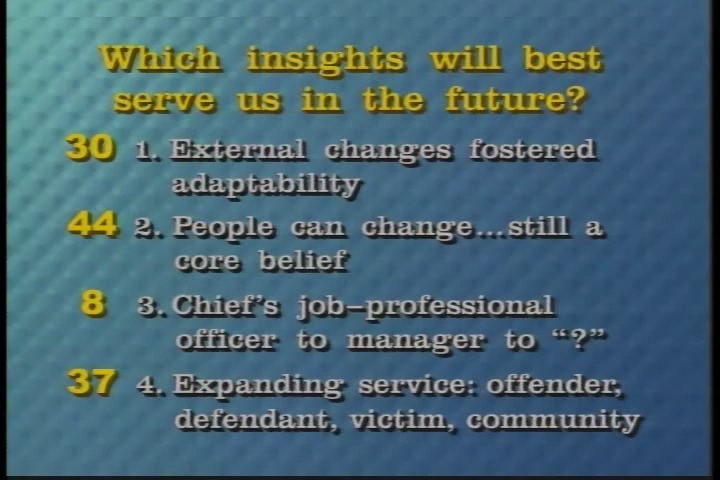 Which insights will best
serve us in the future?
30 1. External changes fostered
adaptability
44 2. People can change...still a
core belief
8 3. Chief's job–professional
officer to manager to “?”
37 4. Expanding service: offender,
defendant, victim, community